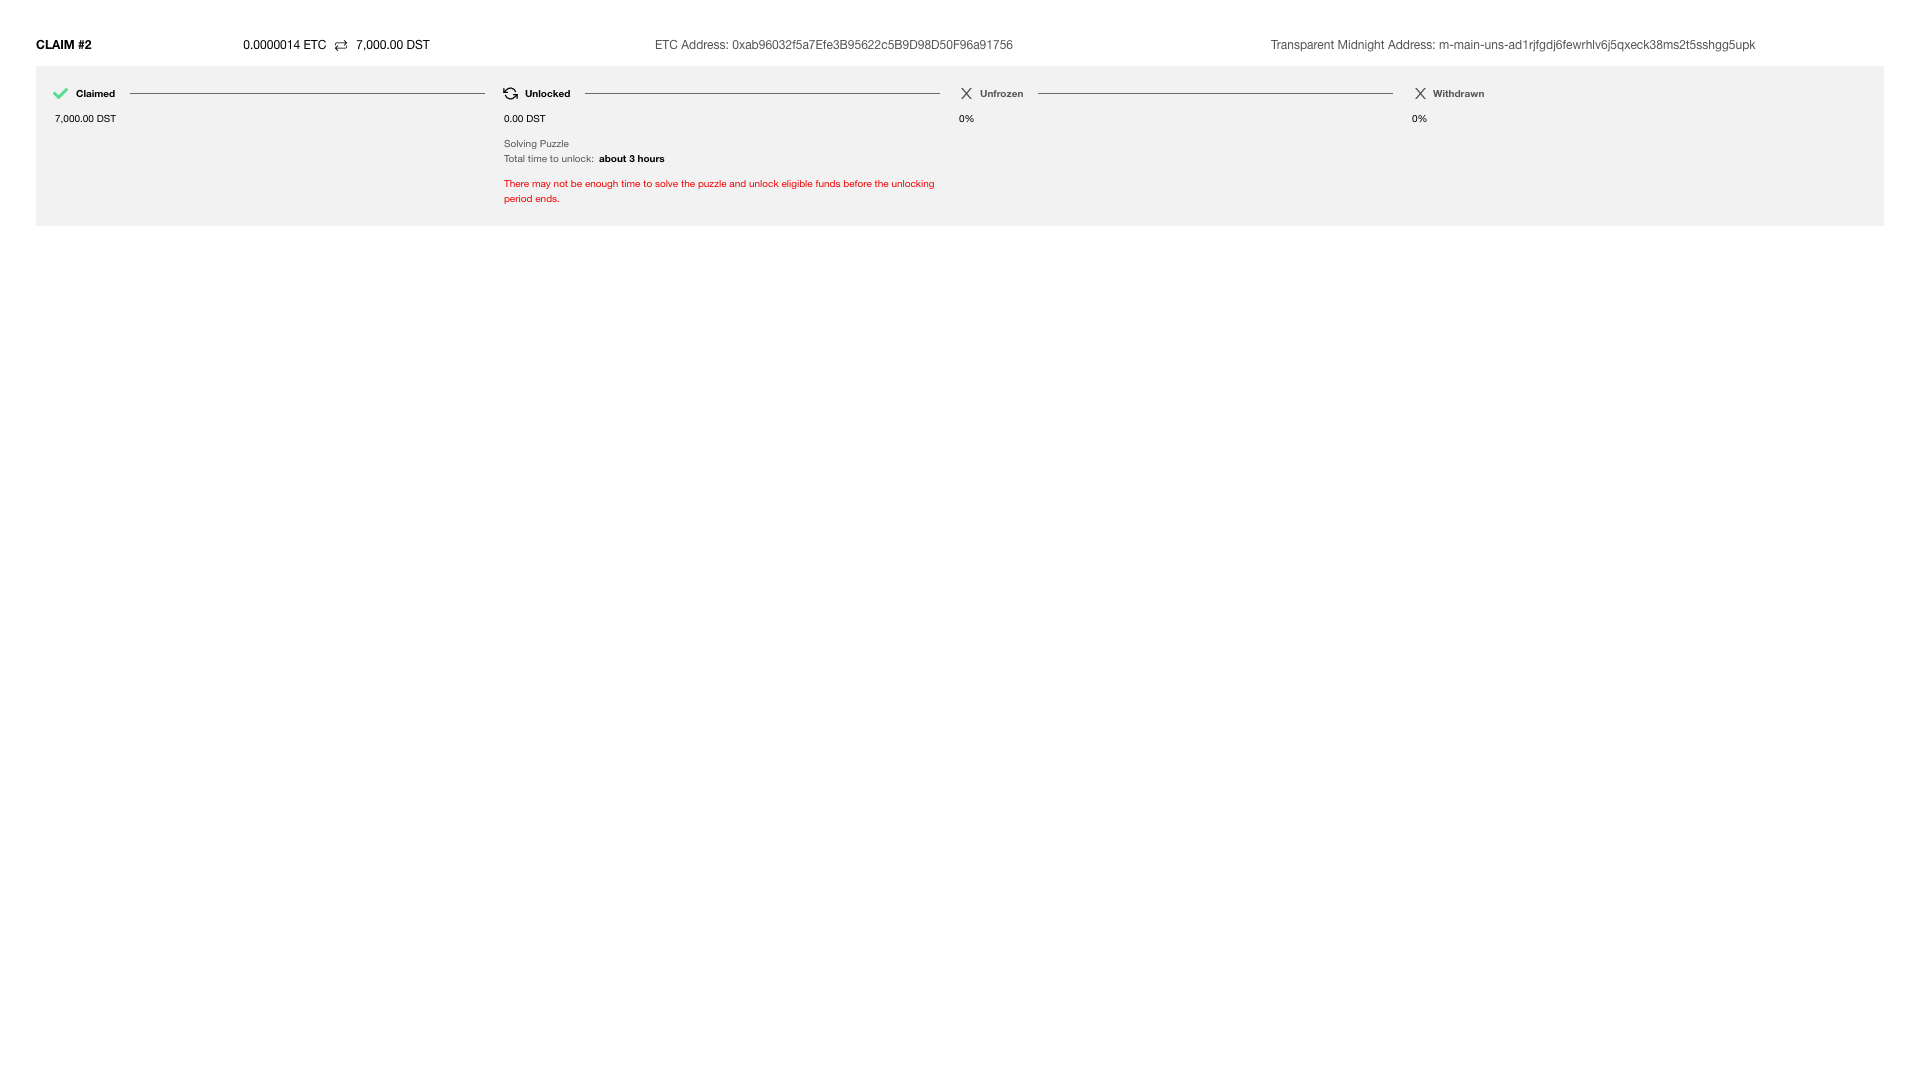 CLAIM #2 0.0000014 ETC 7,000.00 DST ETC Address: 0xab96032f5a7Efe3B95622c5B9D98D50F96a91756 Transparent Midnight Address: m-main-uns-ad1rjfgdj6fewrhlv6j5qxeck38ms2t5sshgg5upk
Claimed Unlocked Unfrozen Withdrawn
7,000.00 DST 0.00 DST 0% 0%
Solving Puzzle
Total time to unlock: about 3 hours
There may not be enough time to solve the puzzle and unlock eligible funds before the unlocking
period ends.